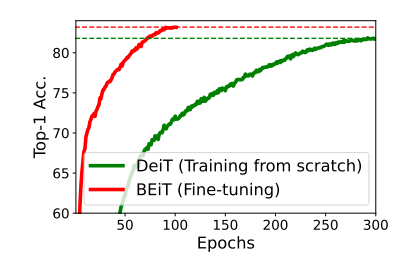 Top-1 Acc.
80
75
70
65
60
DeiT (Training from scratch)
BEiT (Fine-tuning)
50 100 150 200 250 300
Epochs